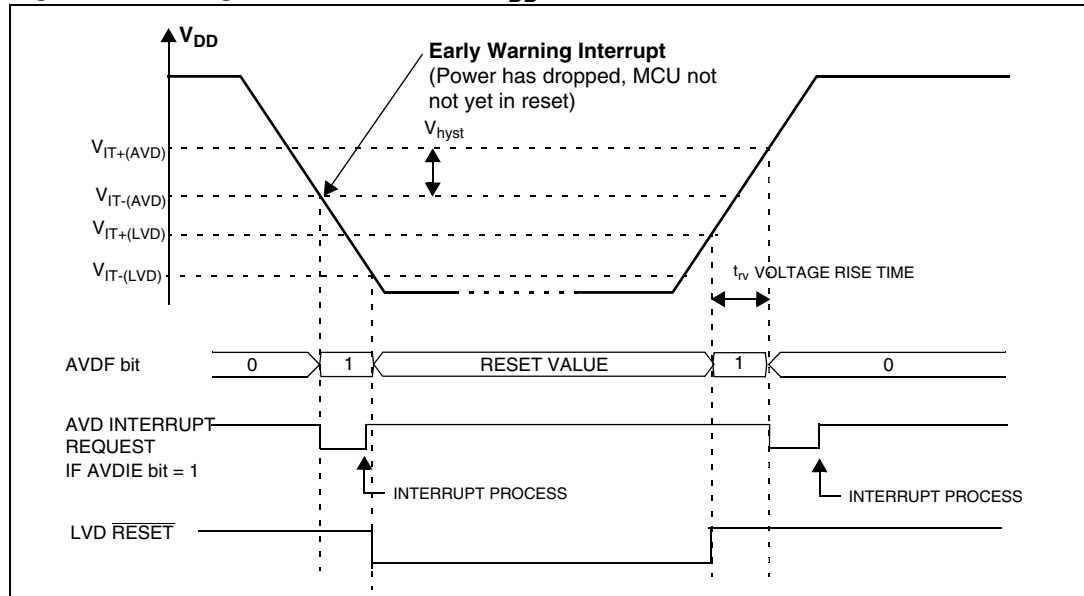 VDD
Early Warning Interrupt
(Power has dropped, MCU not
not yet in reset)
Vhyst
VIT+(AVD)
VIT-(AVD)
VIT+(LVD)
VIT-(LVD)
trv VOLTAGE RISE TIME
AVDF bit 0 1 RESET VALUE 1 0
AVD INTERRUPT
REQUEST
IF AVDIE bit = 1
INTERRUPT PROCESS INTERRUPT PROCESS
LVD RESET